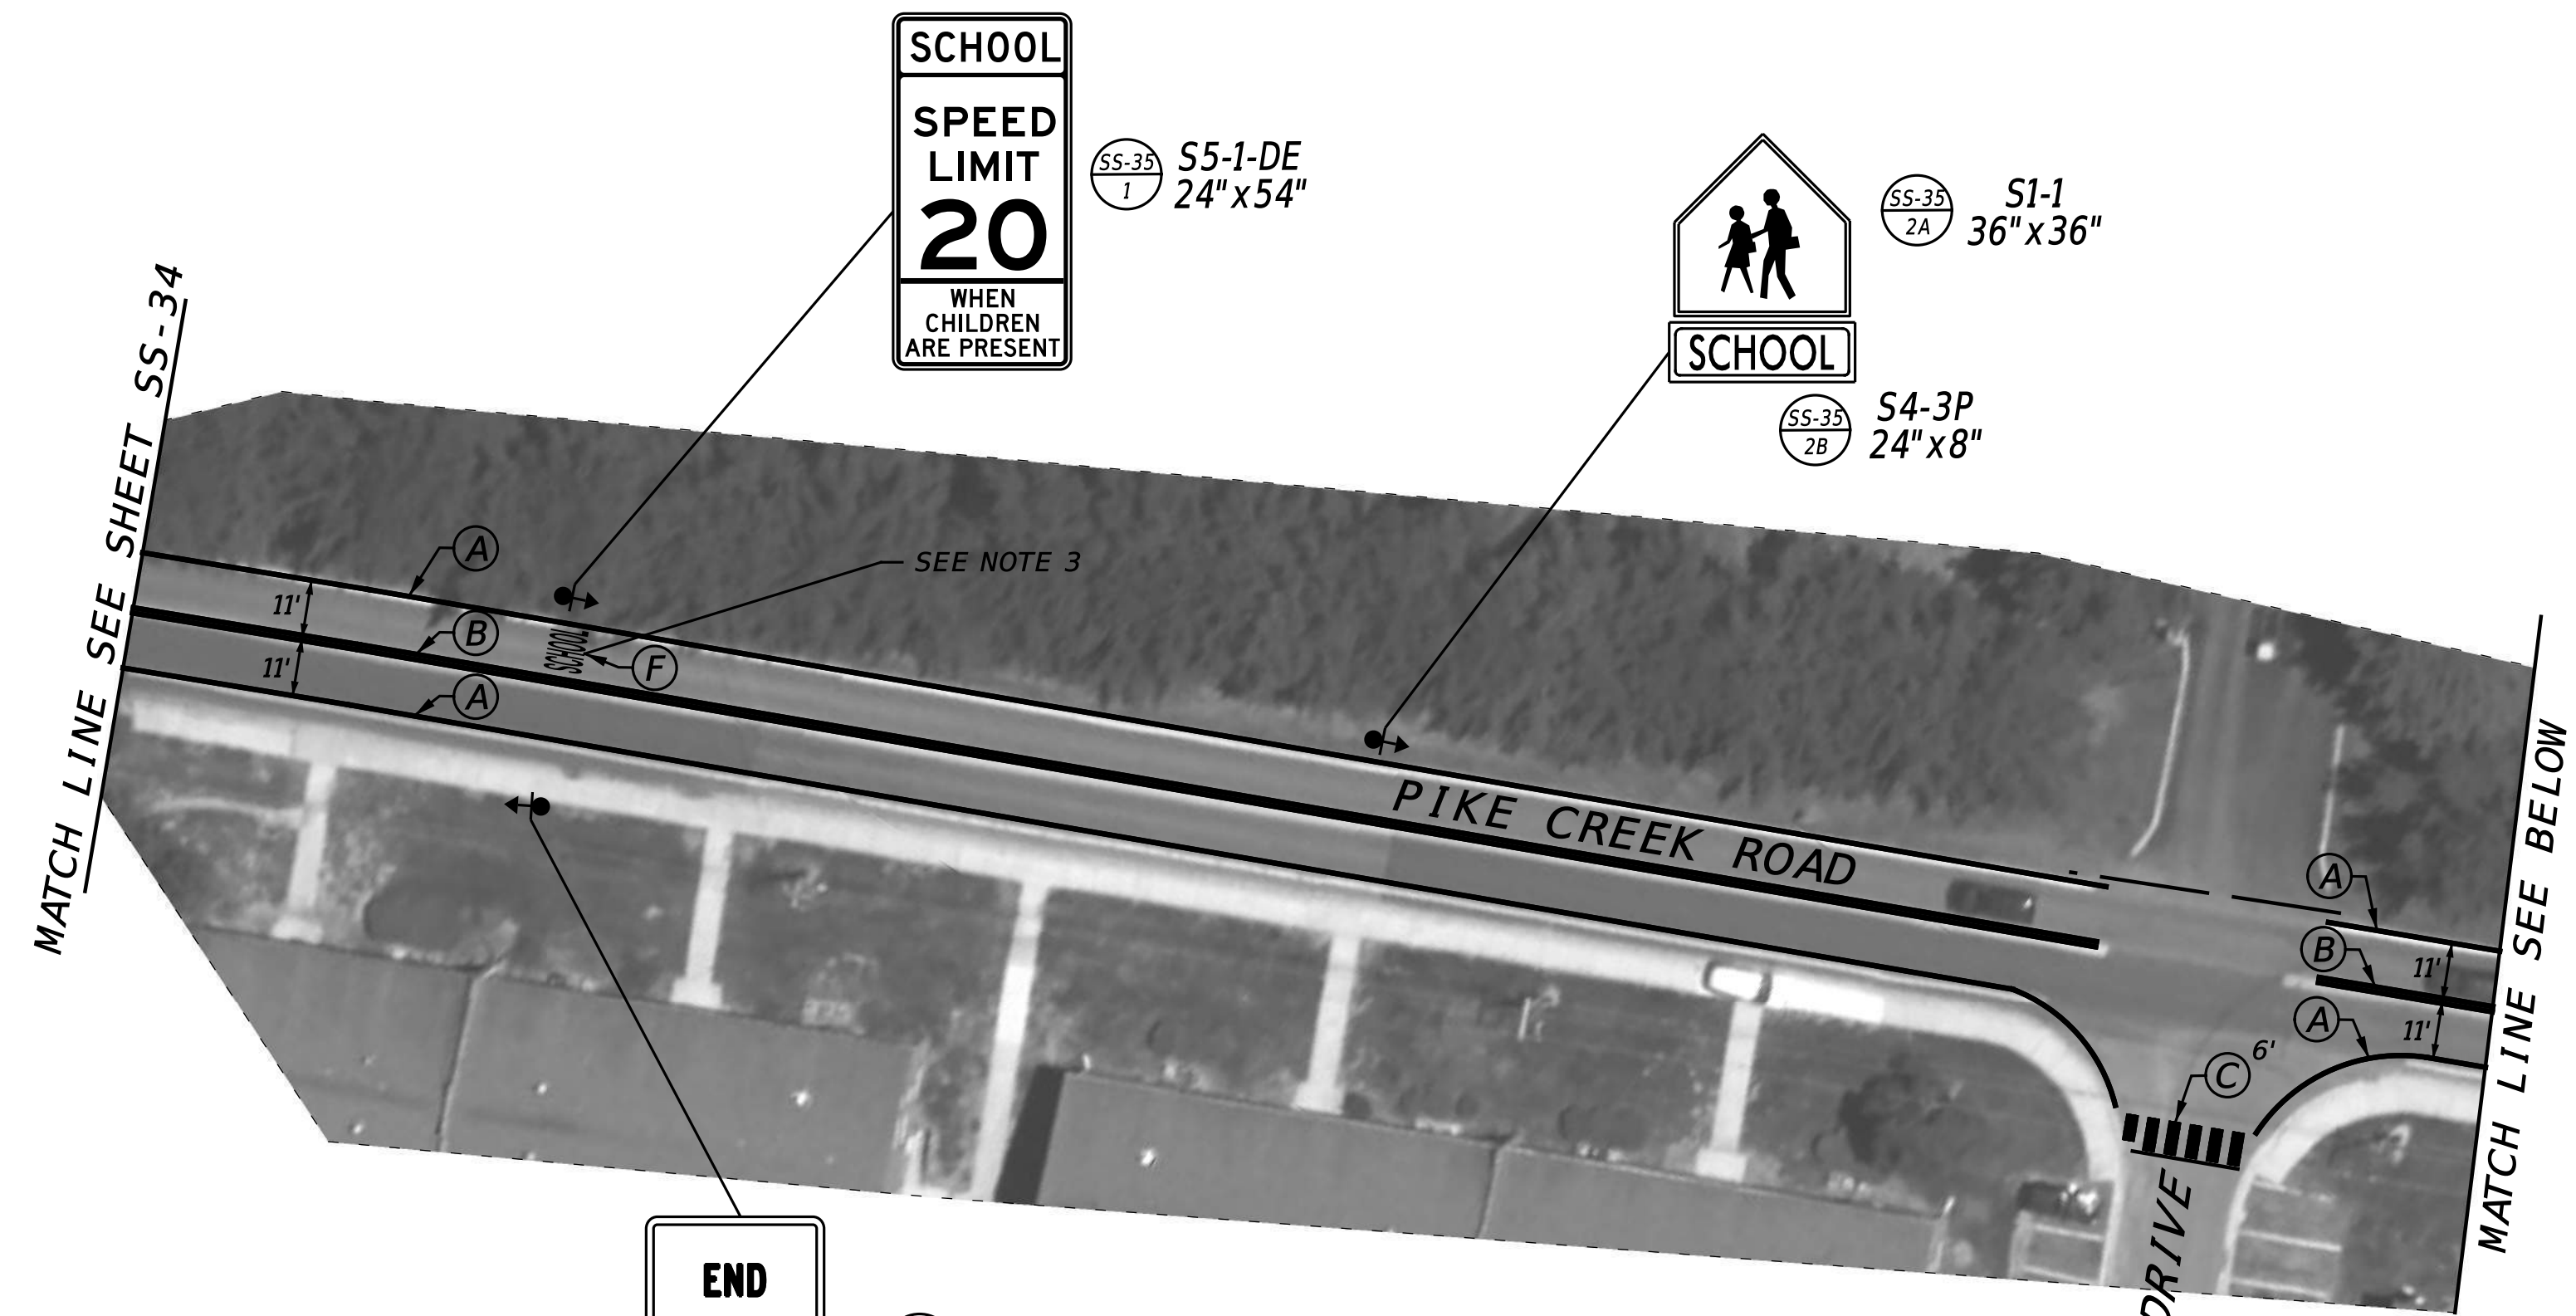 SCHOOL
SPEED
LIMIT
20
WHEN
CHILDREN
ARE PRESENT
SS-35
1
S5-1-DE
24"x54"
SS-35
2A
S1-1
36"x36"
SCHOOL
SS-35
2B
S4-3P
24"x8"
MATCH LINE SEE SHEET SS-34
A
11'
B
SEE NOTE 3
SCHOOL
F
11'
A
PIKE CREEK ROAD
A
B
11'
A
11'
C
6'
MATCH LINE SEE BELOW
DRIVE
END